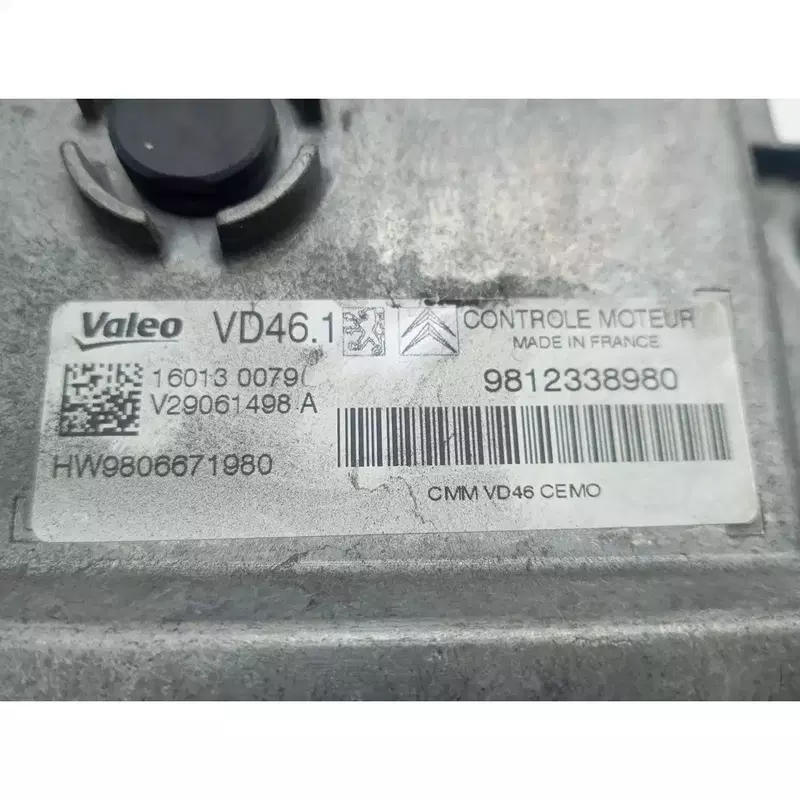 Valeo VD46.1 CONTROLE MOTEUR
MADE IN FRANCE
16013 0079
V29061498 A
9812338980
HW9806671980
CMM VD46 CEMO